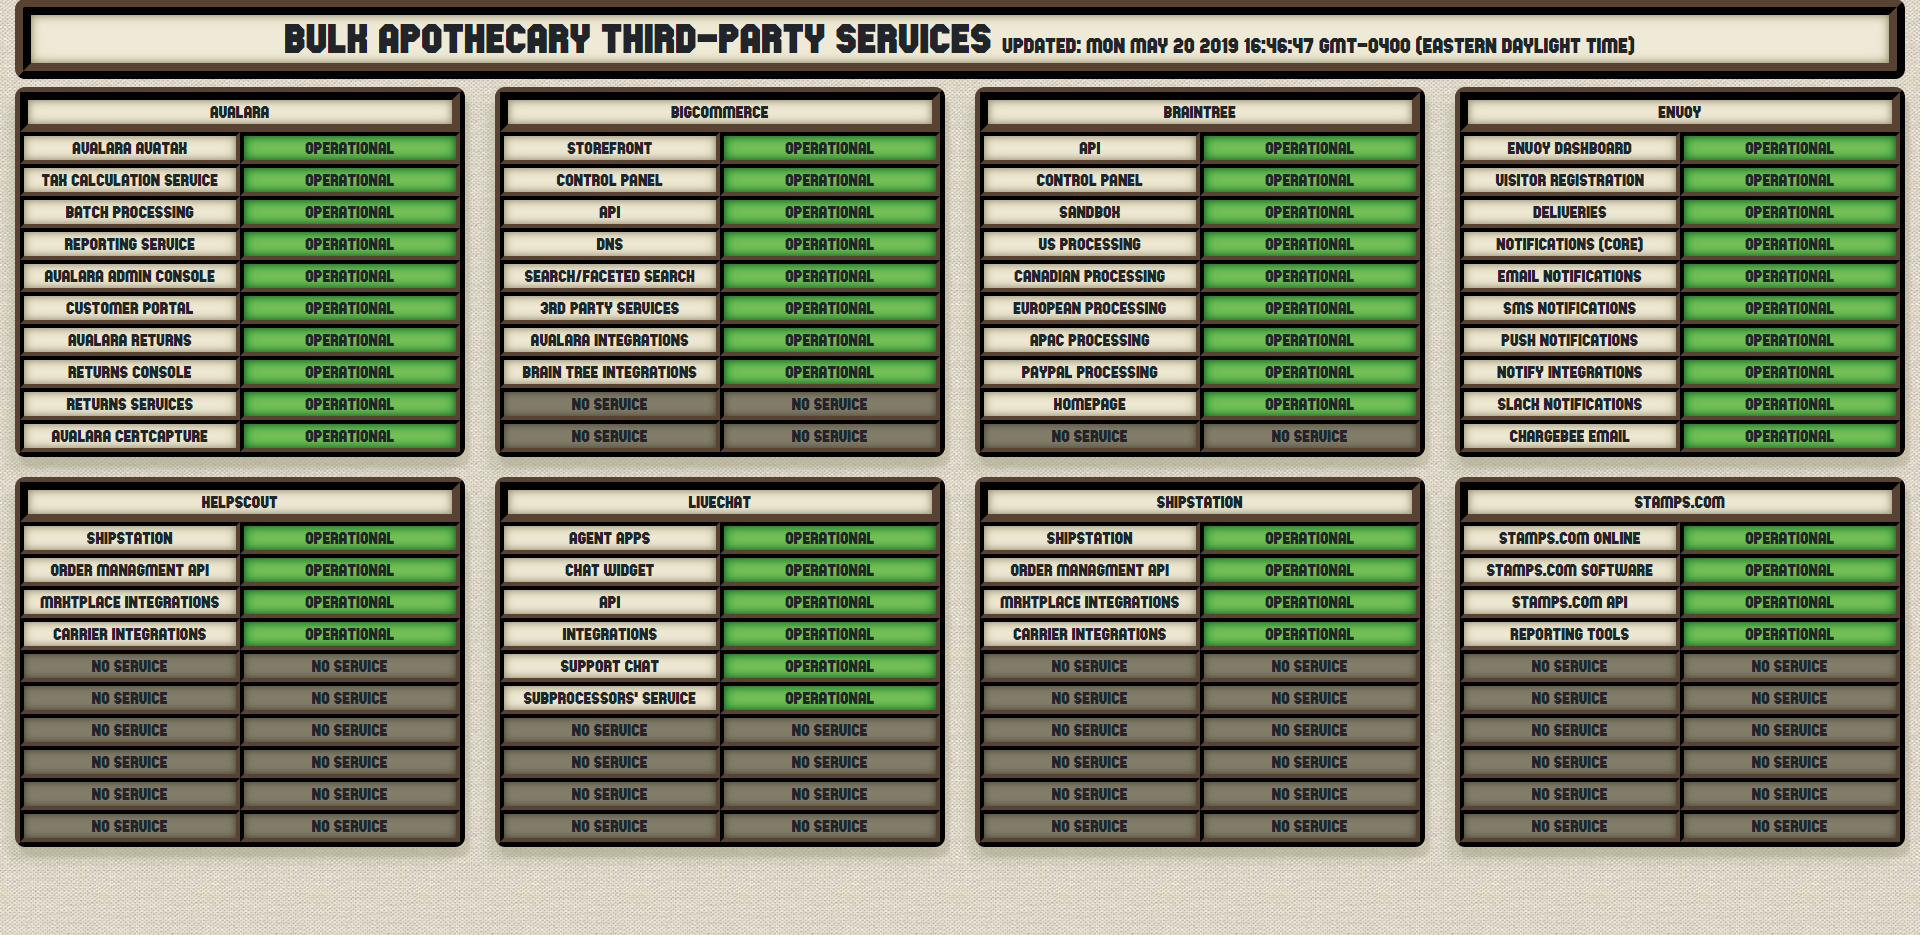 BULK APOTHECARY THIRD-PARTY SERVICES UPDATED: MON MAY 20 2019 16:46:47 GMT-0400 (EASTERN DAYLIGHT TIME)
AVALARA
AVALARA AVATAX OPERATIONAL
TAX CALCULATION SERVICE OPERATIONAL
BATCH PROCESSING OPERATIONAL
REPORTING SERVICE OPERATIONAL
AVALARA ADMIN CONSOLE OPERATIONAL
CUSTOMER PORTAL OPERATIONAL
AVALARA RETURNS OPERATIONAL
RETURNS CONSOLE OPERATIONAL
RETURNS SERVICES OPERATIONAL
AVALARA CERTCAPTURE OPERATIONAL
BIGCOMMERCE
STOREFRONT OPERATIONAL
CONTROL PANEL OPERATIONAL
API OPERATIONAL
DNS OPERATIONAL
SEARCH/FACETED SEARCH OPERATIONAL
3RD PARTY SERVICES OPERATIONAL
AVALARA INTEGRATIONS OPERATIONAL
BRAIN TREE INTEGRATIONS OPERATIONAL
NO SERVICE NO SERVICE
NO SERVICE NO SERVICE
BRAINTREE
API OPERATIONAL
CONTROL PANEL OPERATIONAL
SANDBOX OPERATIONAL
US PROCESSING OPERATIONAL
CANADIAN PROCESSING OPERATIONAL
EUROPEAN PROCESSING OPERATIONAL
APAC PROCESSING OPERATIONAL
PAYPAL PROCESSING OPERATIONAL
HOMEPAGE OPERATIONAL
NO SERVICE NO SERVICE
ENVOY
ENVOY DASHBOARD OPERATIONAL
VISITOR REGISTRATION OPERATIONAL
DELIVERIES OPERATIONAL
NOTIFICATIONS (CORE) OPERATIONAL
EMAIL NOTIFICATIONS OPERATIONAL
SMS NOTIFICATIONS OPERATIONAL
PUSH NOTIFICATIONS OPERATIONAL
NOTIFY INTEGRATIONS OPERATIONAL
SLACK NOTIFICATIONS OPERATIONAL
CHARGEBEE EMAIL OPERATIONAL
HELPSCOUT
SHIPSTATION OPERATIONAL
ORDER MANAGMENT API OPERATIONAL
MRKTPLACE INTEGRATIONS OPERATIONAL
CARRIER INTEGRATIONS OPERATIONAL
NO SERVICE NO SERVICE
NO SERVICE NO SERVICE
NO SERVICE NO SERVICE
NO SERVICE NO SERVICE
NO SERVICE NO SERVICE
NO SERVICE NO SERVICE
LIVECHAT
AGENT APPS OPERATIONAL
CHAT WIDGET OPERATIONAL
API OPERATIONAL
INTEGRATIONS OPERATIONAL
SUPPORT CHAT OPERATIONAL
SUBPROCESSORS' SERVICE OPERATIONAL
NO SERVICE NO SERVICE
NO SERVICE NO SERVICE
NO SERVICE NO SERVICE
NO SERVICE NO SERVICE
SHIPSTATION
SHIPSTATION OPERATIONAL
ORDER MANAGMENT API OPERATIONAL
MRKTPLACE INTEGRATIONS OPERATIONAL
CARRIER INTEGRATIONS OPERATIONAL
NO SERVICE NO SERVICE
NO SERVICE NO SERVICE
NO SERVICE NO SERVICE
NO SERVICE NO SERVICE
NO SERVICE NO SERVICE
NO SERVICE NO SERVICE
STAMPS.COM
STAMPS.COM ONLINE OPERATIONAL
STAMPS.COM SOFTWARE OPERATIONAL
STAMPS.COM API OPERATIONAL
REPORTING TOOLS OPERATIONAL
NO SERVICE NO SERVICE
NO SERVICE NO SERVICE
NO SERVICE NO SERVICE
NO SERVICE NO SERVICE
NO SERVICE NO SERVICE
NO SERVICE NO SERVICE